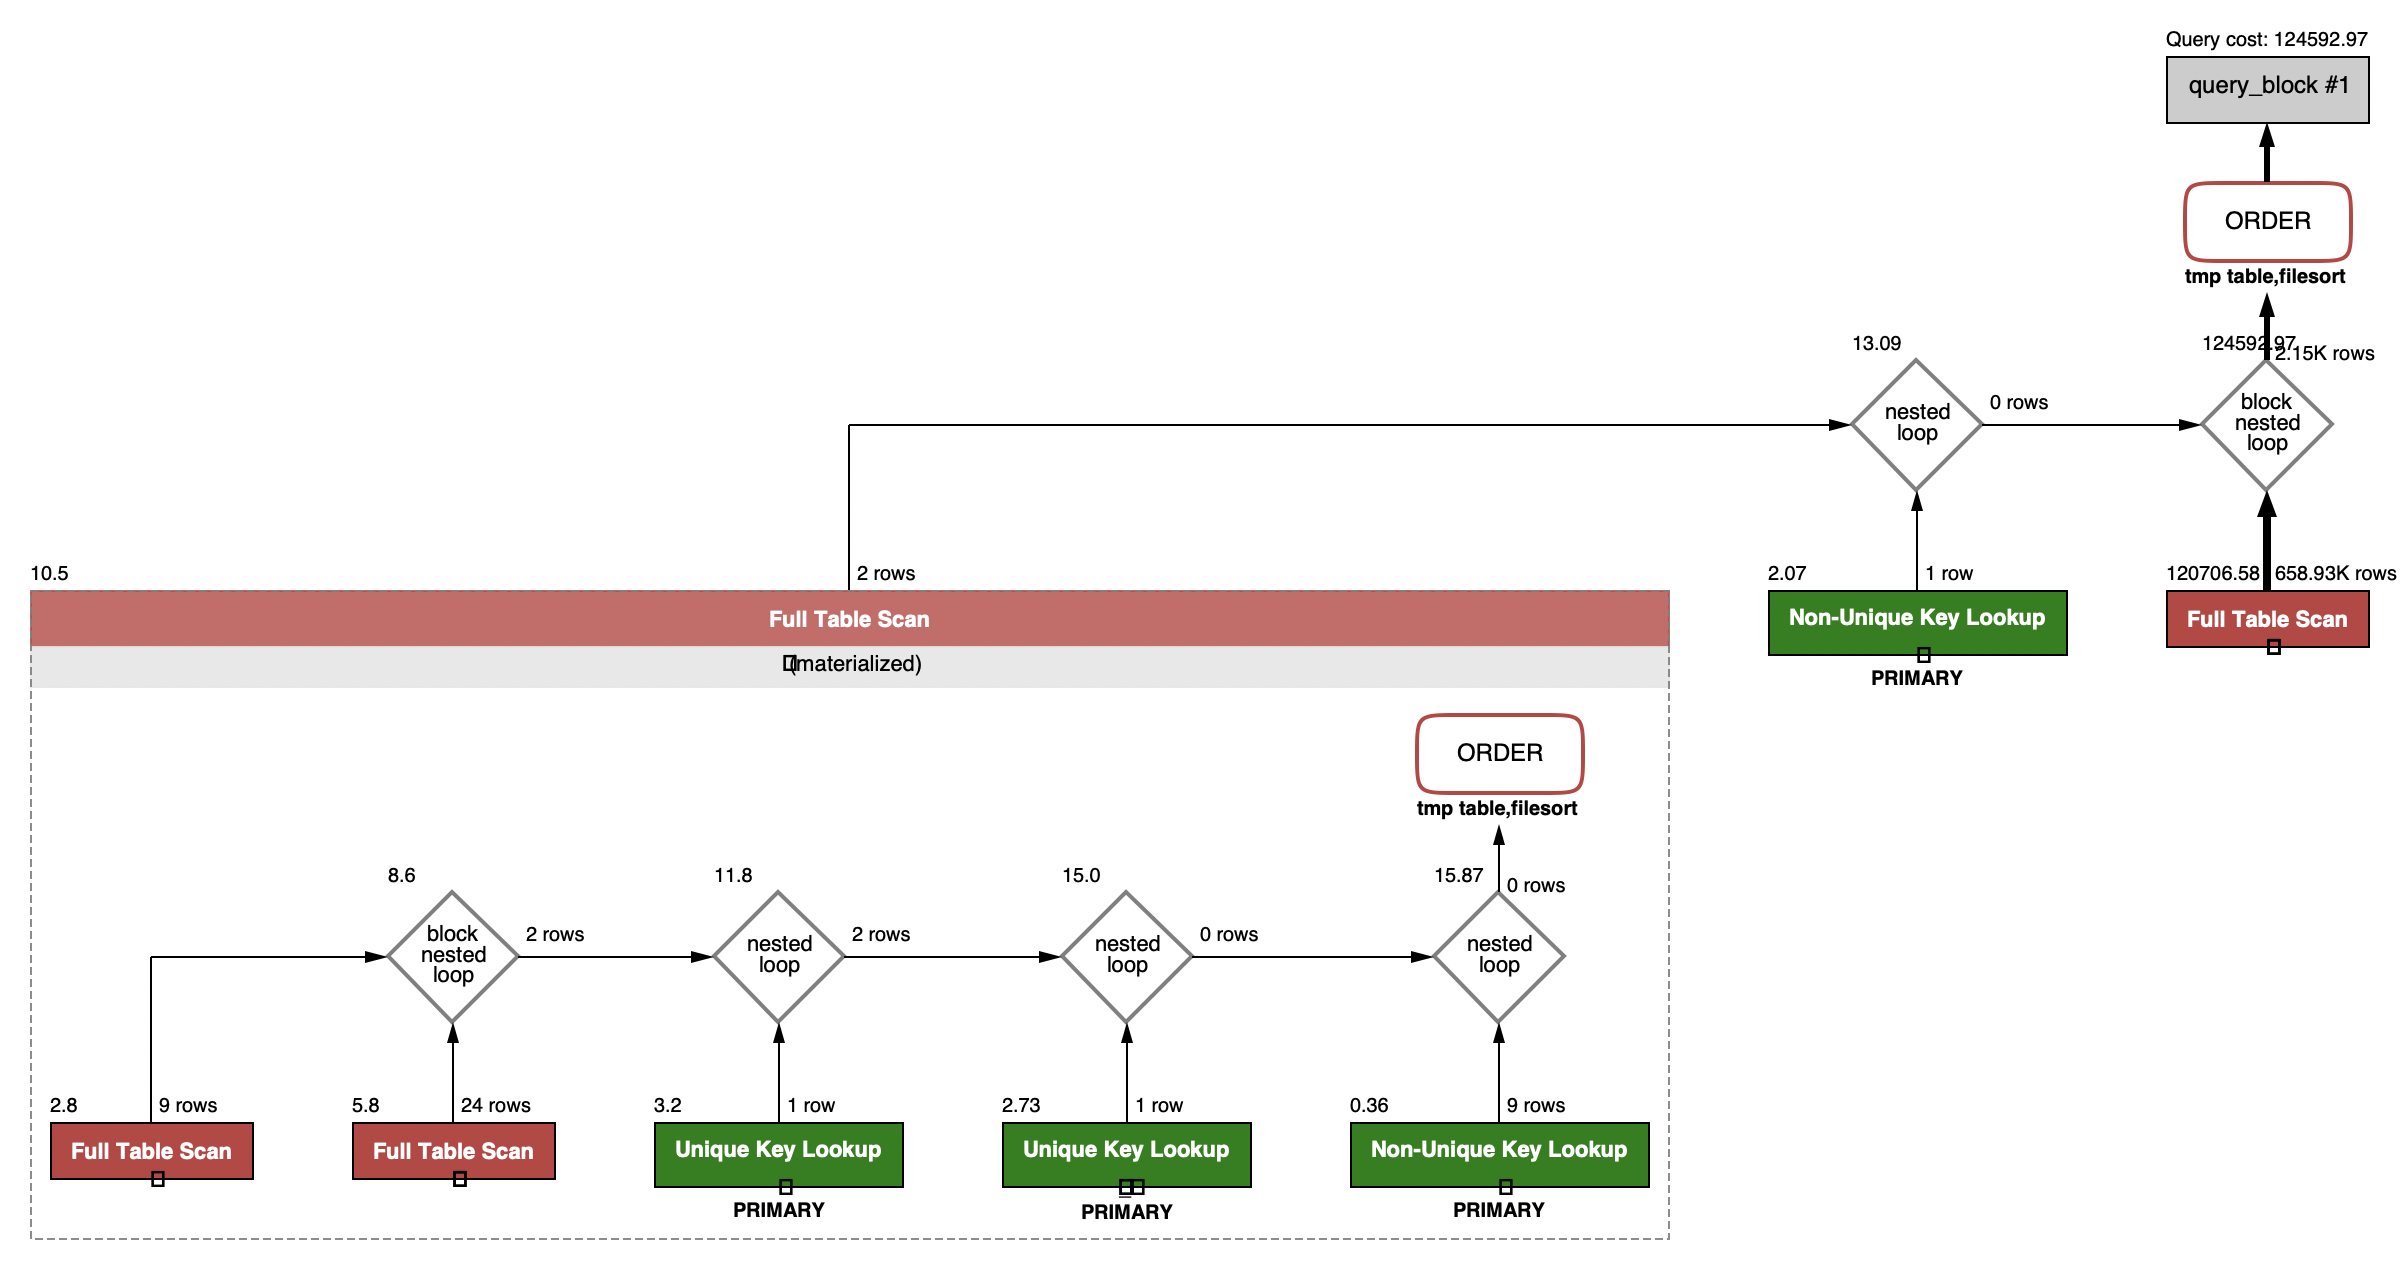 Query cost: 124592.97
query_block #1
ORDER
tmp table,filesort
13.09
124592.97
2.15K rows
nested
loop
0 rows
block
nested
loop
10.5
2 rows
2.07
1 row
120706.58
658.93K rows
Full Table Scan
(materialized)
Non-Unique Key Lookup
PRIMARY
Full Table Scan
ORDER
tmp table,filesort
8.6
11.8
15.0
15.87
0 rows
block
nested
loop
2 rows
nested
loop
2 rows
nested
loop
0 rows
nested
loop
2.8
9 rows
5.8
24 rows
3.2
1 row
2.73
1 row
0.36
9 rows
Full Table Scan
Full Table Scan
Unique Key Lookup
PRIMARY
Unique Key Lookup
PRIMARY
Non-Unique Key Lookup
PRIMARY